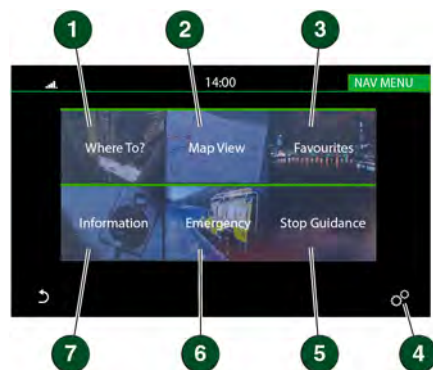 1 2 3
14:00 NAV MENU
Where To? Map View Favourites
Information Emergency Stop Guidance
7 6 5 4